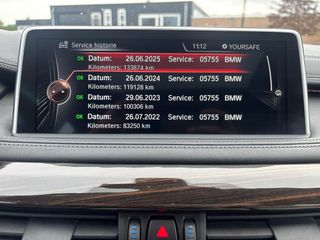 Service historie 11:12 YOURSAFE
OK Datum: 26.06.2025 Service: 05755 BMW
Kilometers: 133874 km
OK Datum: 26.06.2024 Service: 05755 BMW
Kilometers: 119128 km
OK Datum: 29.06.2023 Service: 05755 BMW
Kilometers: 100306 km
OK Datum: 26.07.2022 Service: 05755 BMW
Kilometers: 83250 km